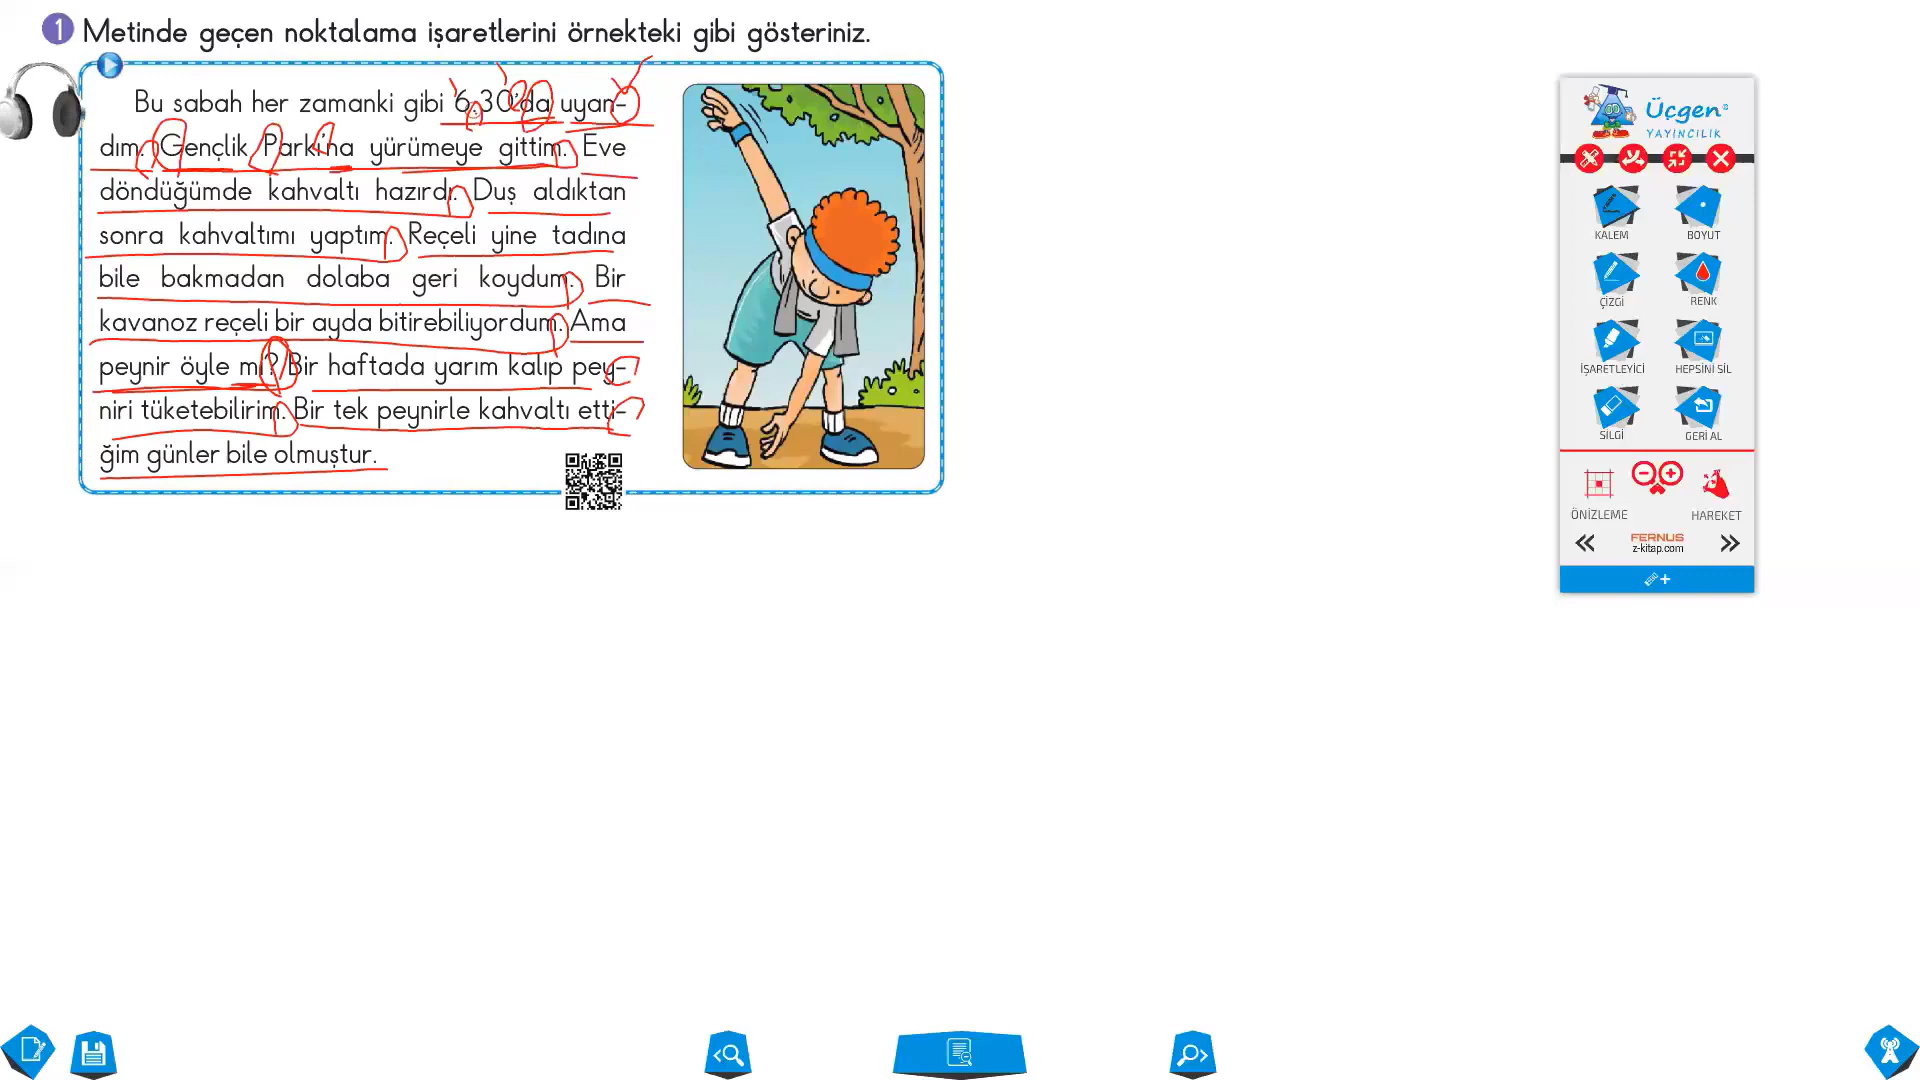 1 Metinde geçen noktalama işaretlerini örnekteki gibi gösteriniz.
Bu sabah her zamanki gibi 6.30'da uyan-
dım. Gençlik Parkı'na yürümeye gittim. Eve
döndüğümde kahvaltı hazırdı. Duş aldıktan
sonra kahvaltımı yaptım. Reçeli yine tadına
bile bakmadan dolaba geri koydum. Bir
kavanoz reçeli bir ayda bitirebiliyordum. Ama
peynir öyle mi? Bir haftada yarım kalıp pey-
niri tüketebilirim. Bir tek peynirle kahvaltı etti-
ğim günler bile olmuştur.
Üçgen®
YAYINCILIK
KALEM
BOYUT
ÇİZGİ
RENK
İŞARETLEYİCİ
HEPSİNİ SİL
SİLGİ
GERİ AL
ÖNİZLEME
HAREKET
FERNUS
z-kitap.com